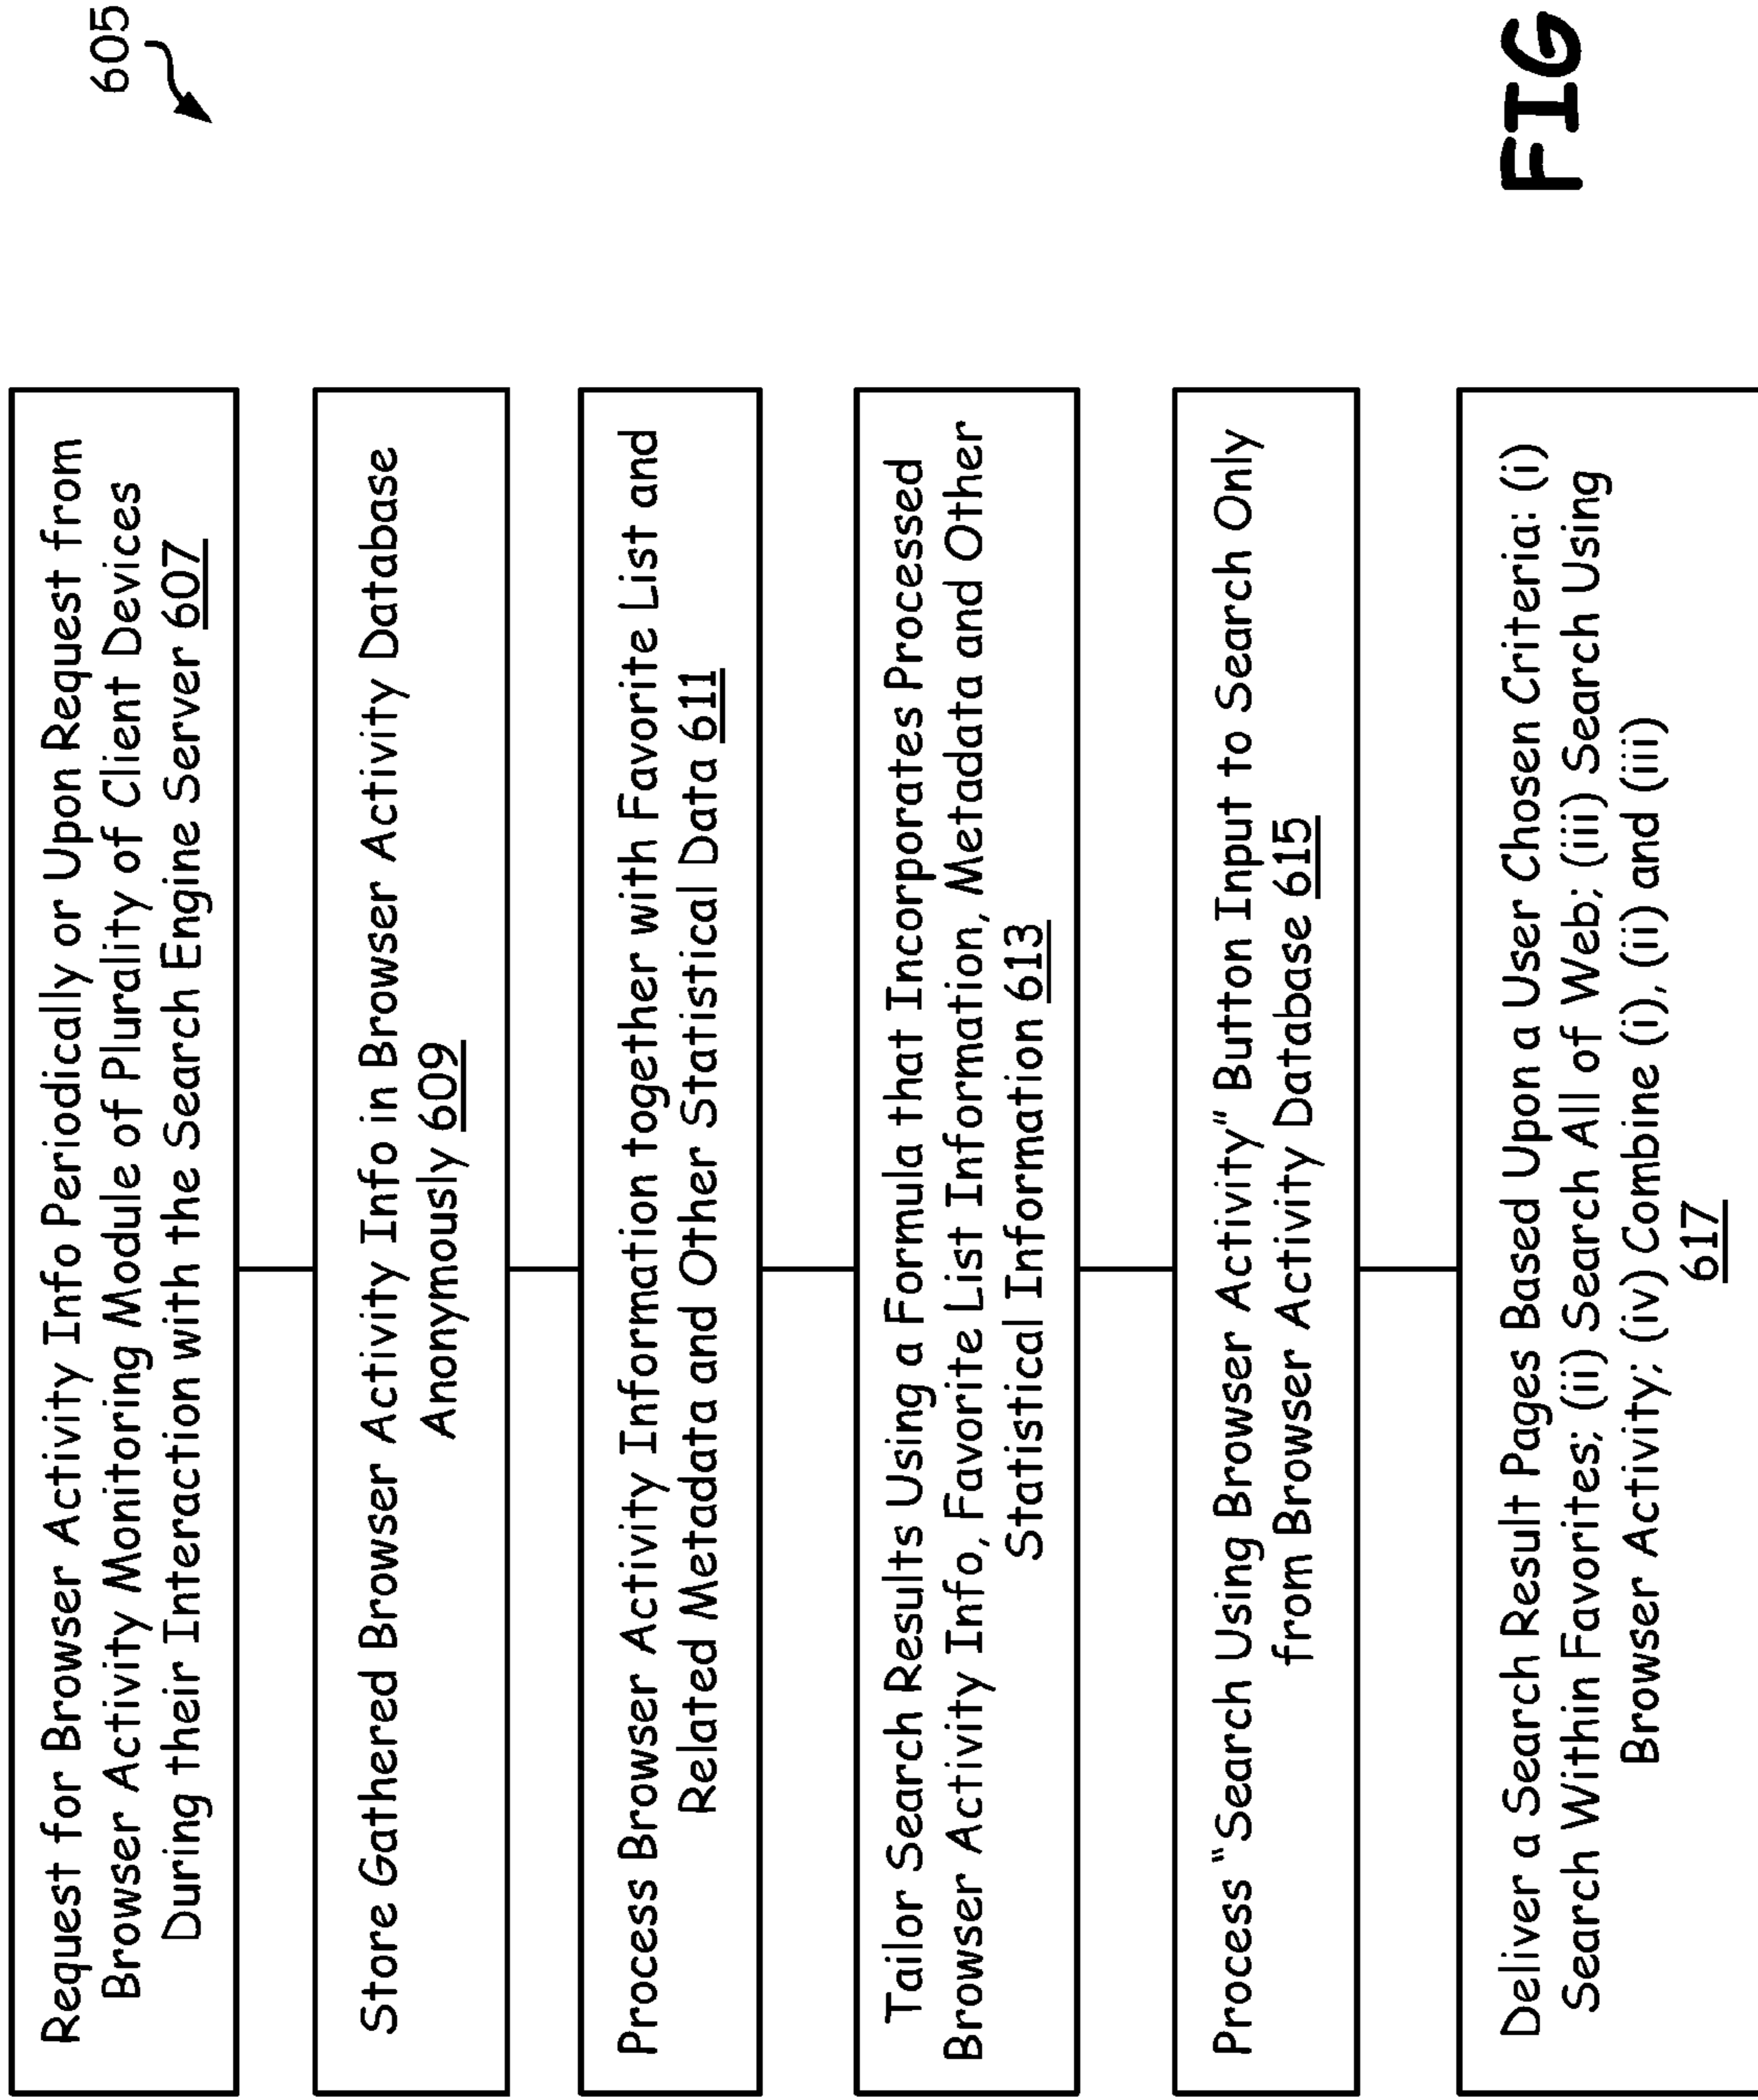 605
Request for Browser Activity Info Periodically or Upon Request from
Browser Activity Monitoring Module of Plurality of Client Devices
During their Interaction with the Search Engine Server 607
Store Gathered Browser Activity Info in Browser Activity Database
Anonymously 609
Process Browser Activity Information together with Favorite List and
Related Metadata and Other Statistical Data 611
Tailor Search Results Using a Formula that Incorporates Processed
Browser Activity Info, Favorite List Information, Metadata and Other
Statistical Information 613
Process “Search Using Browser Activity” Button Input to Search Only
from Browser Activity Database 615
Deliver a Search Result Pages Based Upon a User Chosen Criteria: (i)
Search Within Favorites; (ii) Search All of Web; (iii) Search Using
Browser Activity; (iv) Combine (i), (ii) and (iii)
617
FIG